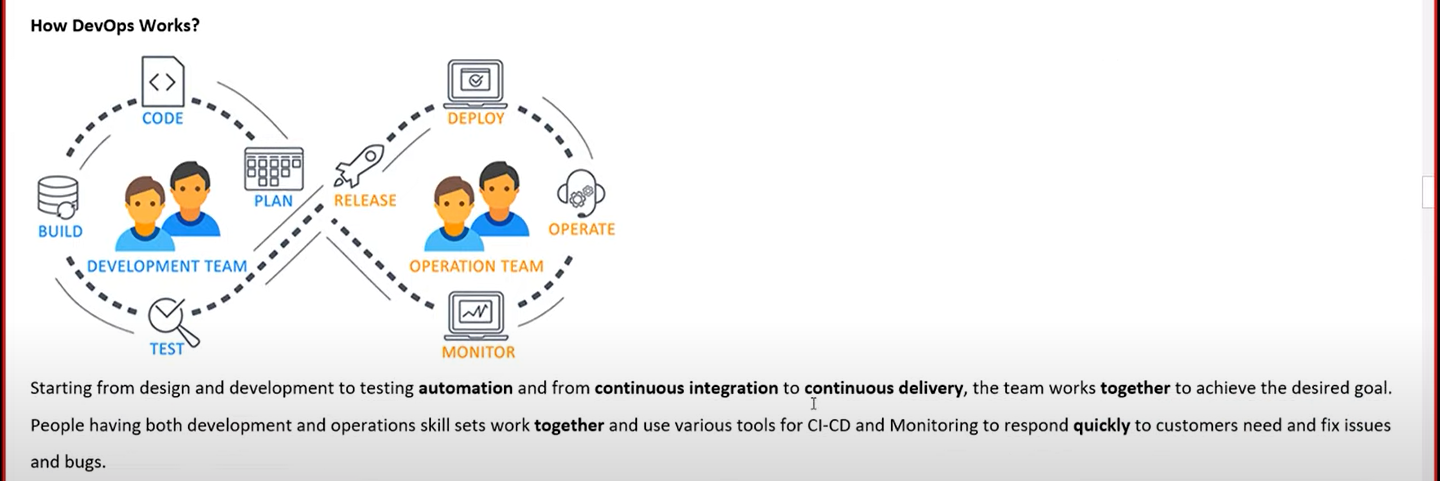 How DevOps Works?
CODE
DEPLOY
PLAN
RELEASE
BUILD
OPERATE
DEVELOPMENT TEAM
OPERATION TEAM
TEST
MONITOR
Starting from design and development to testing automation and from continuous integration to continuous delivery, the team works together to achieve the desired goal.
People having both development and operations skill sets work together and use various tools for CI-CD and Monitoring to respond quickly to customers need and fix issues
and bugs.